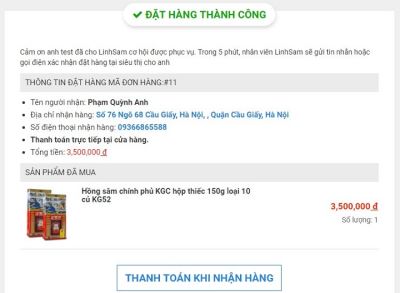 ĐẶT HÀNG THÀNH CÔNG
Cảm ơn anh test đã cho LinhSam cơ hội được phục vụ. Trong 5 phút, nhân viên LinhSam sẽ gửi tin nhắn hoặc
gọi điện xác nhận đặt hàng tại siêu thị cho anh
THÔNG TIN ĐẶT HÀNG MÃ ĐƠN HÀNG:#11
• Tên người nhận: Phạm Quỳnh Anh
• Địa chỉ nhận hàng: Số 76 Ngõ 68 Cầu Giấy, Hà Nội, , Quận Cầu Giấy, Hà Nội
• Số điện thoại nhận hàng: 09366865588
• Thanh toán trực tiếp tại cửa hàng.
• Tổng tiền: 3,500,000 đ
SẢN PHẨM ĐÃ MUA
Hồng sâm chính phủ KGC hộp thiếc 150g loại 10
củ KG52
3,500,000 đ
Số lượng: 1
THANH TOÁN KHI NHẬN HÀNG